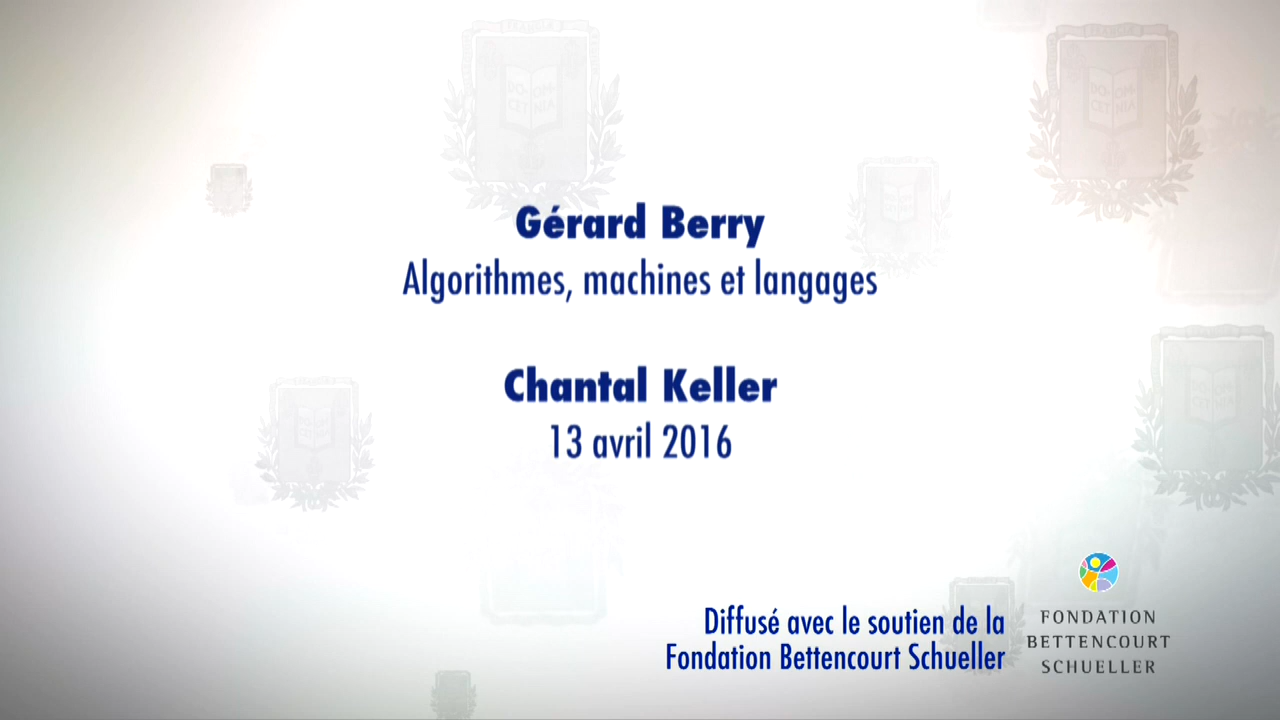 Gérard Berry
Algorithmes, machines et langages
Chantal Keller
13 avril 2016
Diffusé avec le soutien de la
Fondation Bettencourt Schueller
FONDATION
BETTENCOURT
SCHUELLER